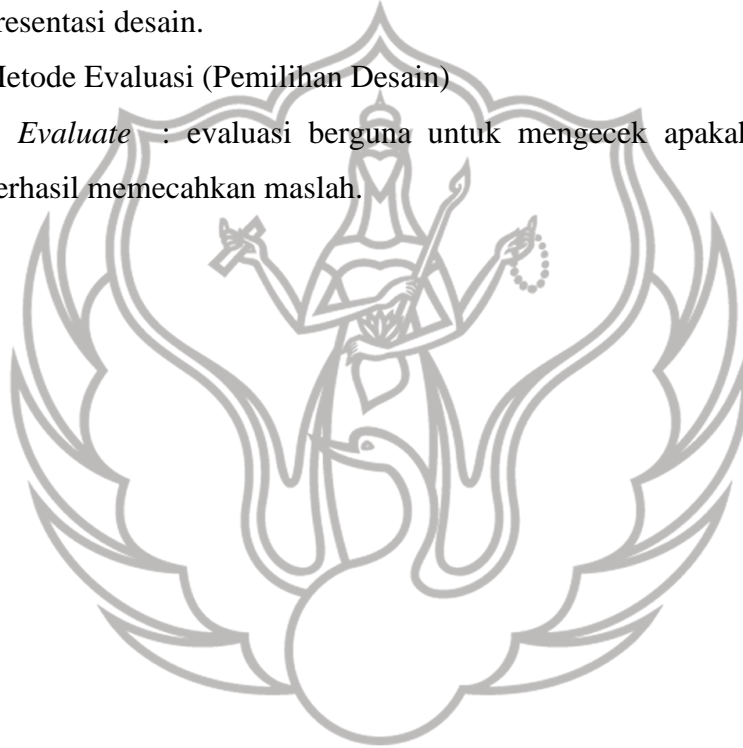 resentasi desain.
Metode Evaluasi (Pemilihan Desain)
Evaluate : evaluasi berguna untuk mengecek apakah
erhasil memecahkan maslah.